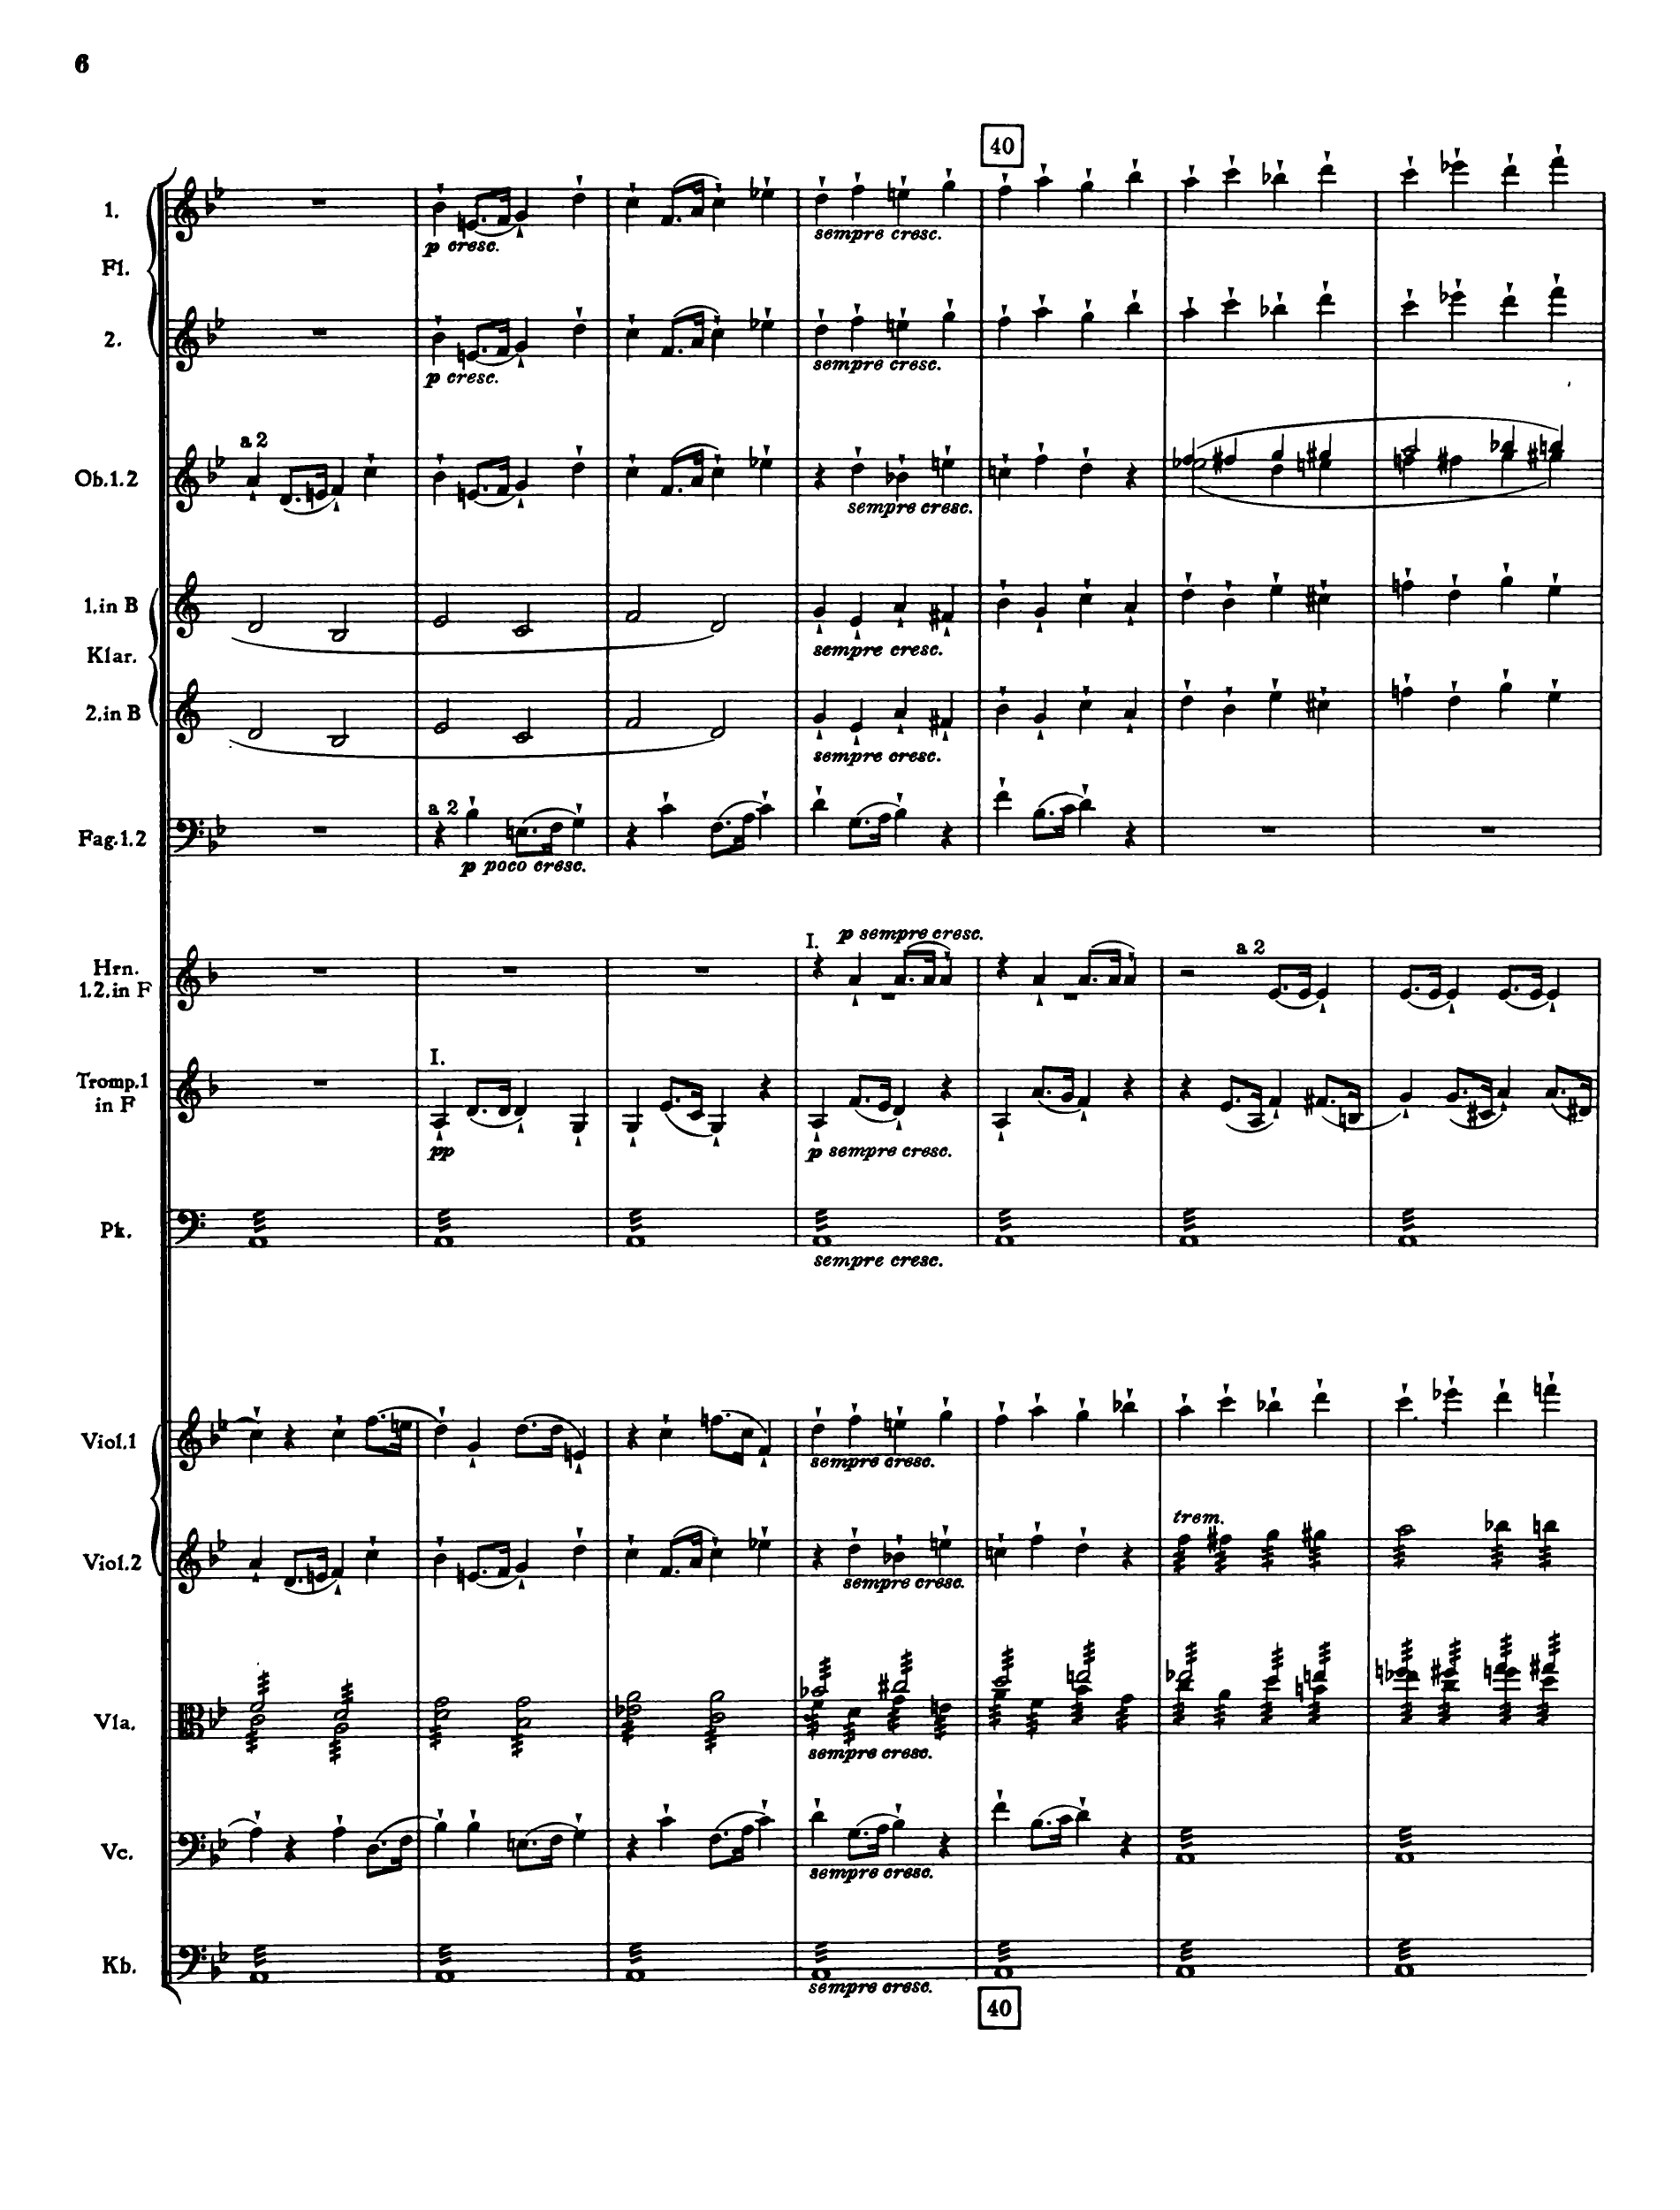 6
40
1.
Fl.
p cresc.
sempre cresc.
2.
p cresc.
sempre cresc.
a 2
Ob.1.2
sempre cresc.
1.in B
sempre cresc.
Klar.
2.in B
sempre cresc.
a 2
Fag.1.2
p poco cresc.
I.
p sempre cresc.
a 2
Hrn.
1.2.in F
I.
Tromp.1
in F
pp
p sempre cresc.
Pk.
sempre cresc.
Viol.1
sempre cresc.
trem.
Viol.2
sempre cresc.
Vla.
sempre cresc.
Vc.
sempre cresc.
Kb.
sempre cresc.
40